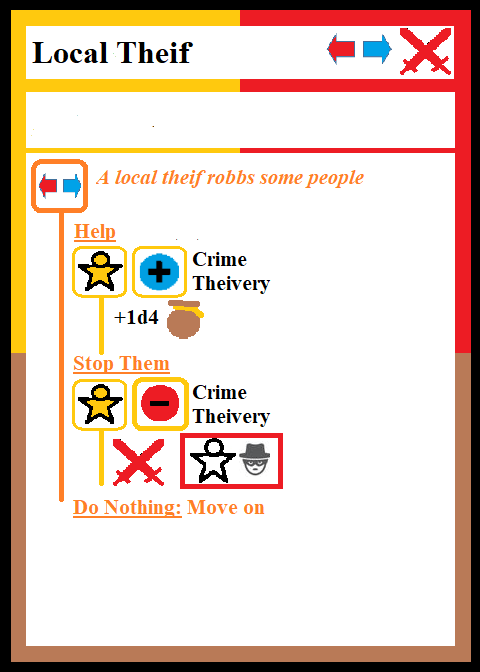 Local Theif
A local theif robbs some people
Help
Crime
Theivery
+1d4
Stop Them
Crime
Theivery
Do Nothing: Move on